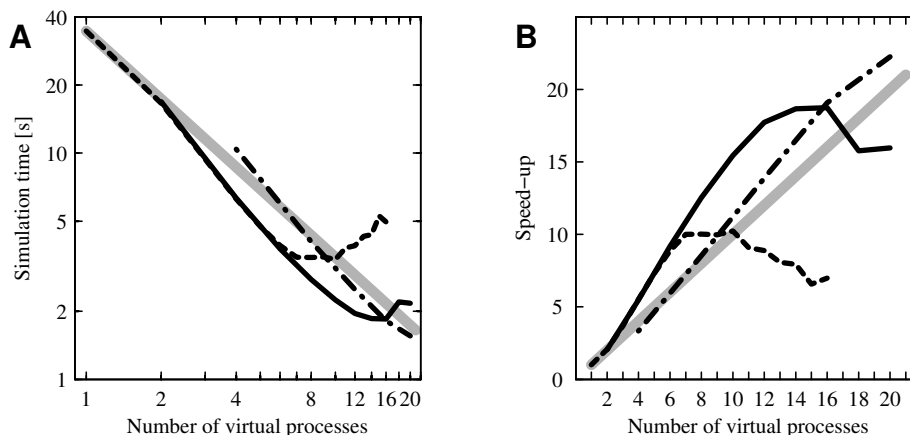 A
Simulation time [s]
40
20
10
5
2
1
1 2 4 8 12 16 20
Number of virtual processes
B
Speed-up
20
15
10
5
0
2 4 6 8 10 12 14 16 18 20
Number of virtual processes